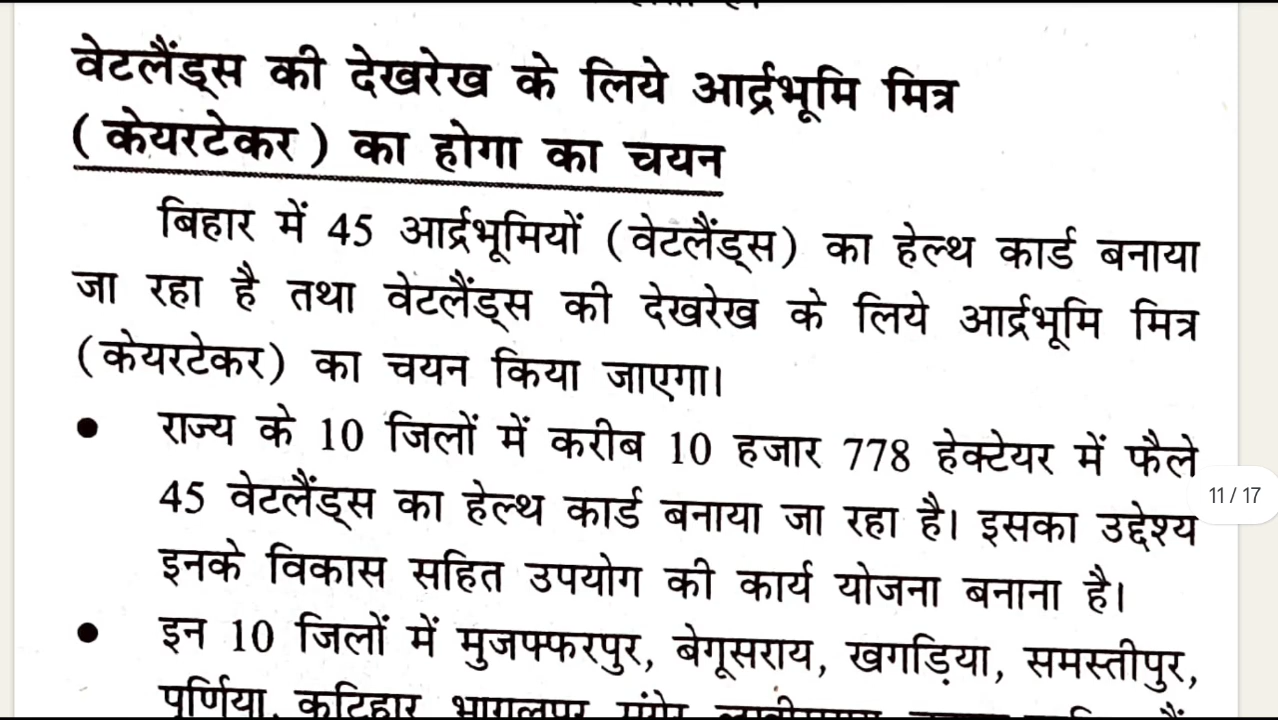 वेटलैंड्स की देखरेख के लिये आर्द्रभूमि मित्र
(केयरटेकर) का होगा का चयन
बिहार में 45 आर्द्रभूमियों (वेटलैंड्स) का हेल्थ कार्ड बनाया
जा रहा है तथा वेटलैंड्स की देखरेख के लिये आर्द्रभूमि मित्र
(केयरटेकर) का चयन किया जाएगा।
● राज्य के 10 जिलों में करीब 10 हजार 778 हेक्टेयर में फैले
45 वेटलैंड्स का हेल्थ कार्ड बनाया जा रहा है। इसका उद्देश्य
11 / 17
इनके विकास सहित उपयोग की कार्य योजना बनाना है।
● इन 10 जिलों में मुजफ्फरपुर, बेगूसराय, खगड़िया, समस्तीपुर,
पूर्णिया, कटिहार भागलपुर मुंगेर